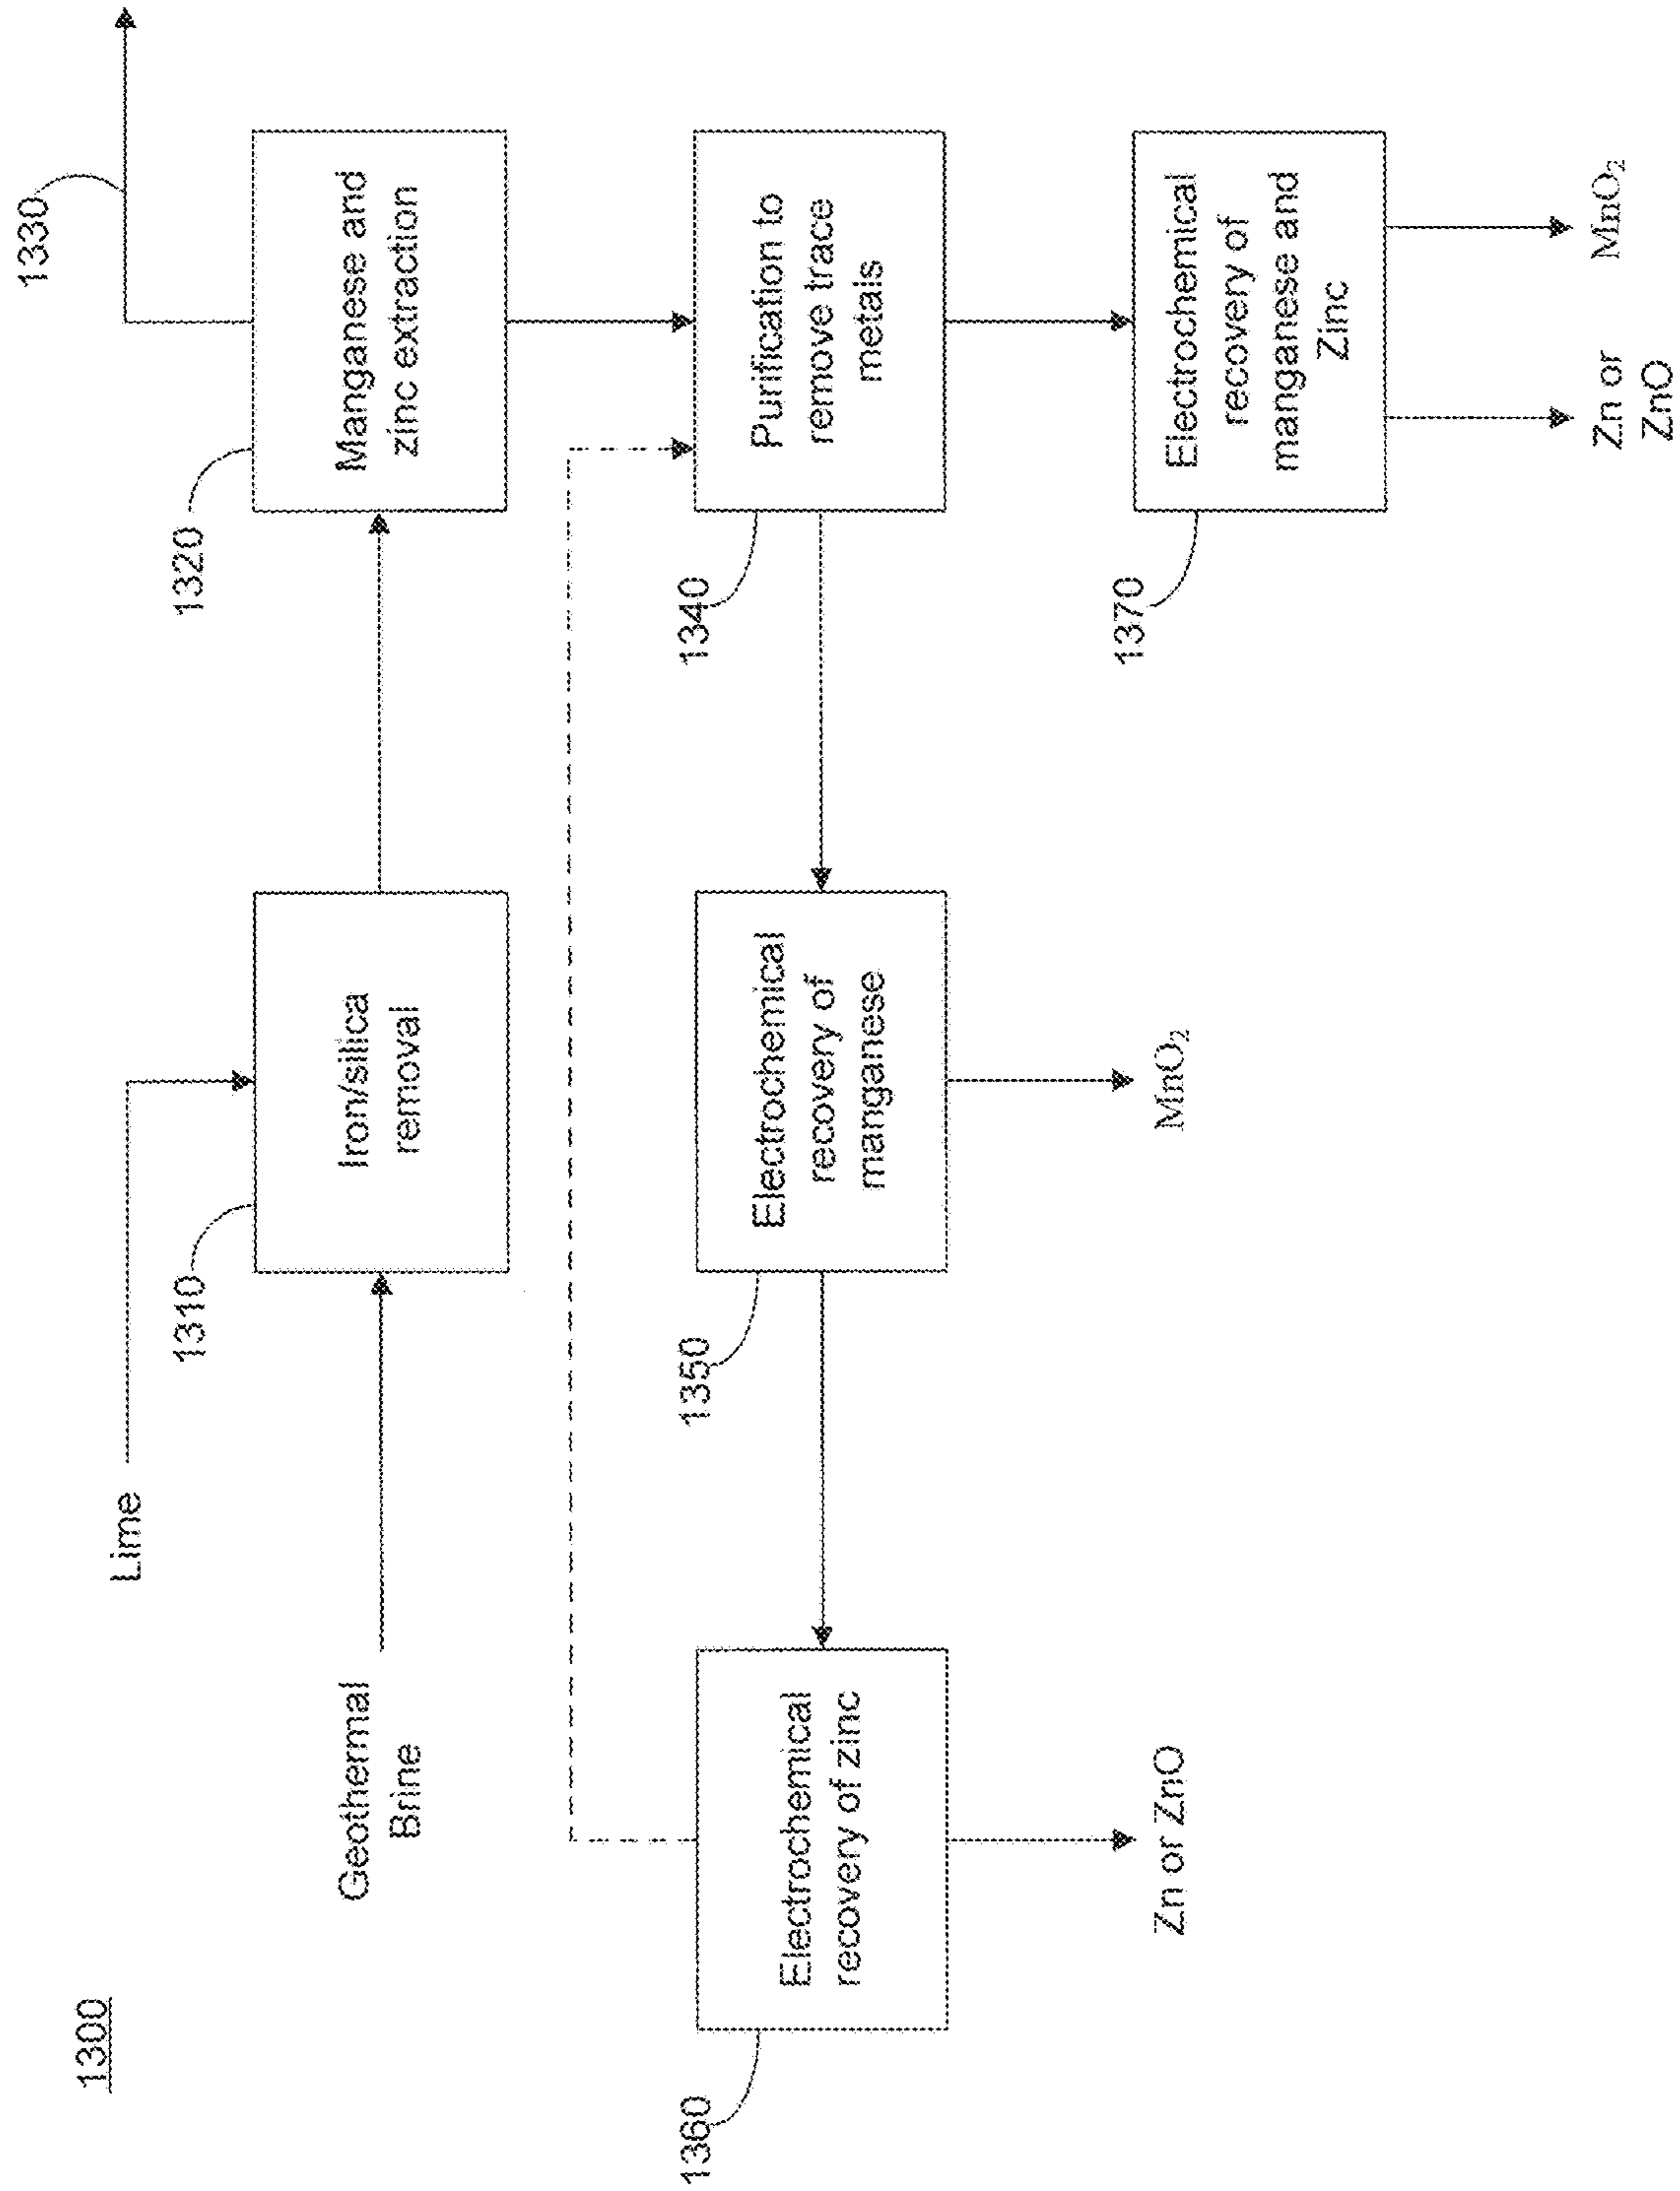 1300
Lime
1330
1310
1320
Geothermal
Brine
Iron/silica
removal
Manganese and
zinc extraction
1360
1350
1340
Electrochemical
recovery of zinc
Electrochemical
recovery of
manganese
Purification to
remove trace
metals
Zn or ZnO
MnO₂
1370
Electrochemical
recovery of
manganese and
Zinc
Zn or
ZnO
MnO₂